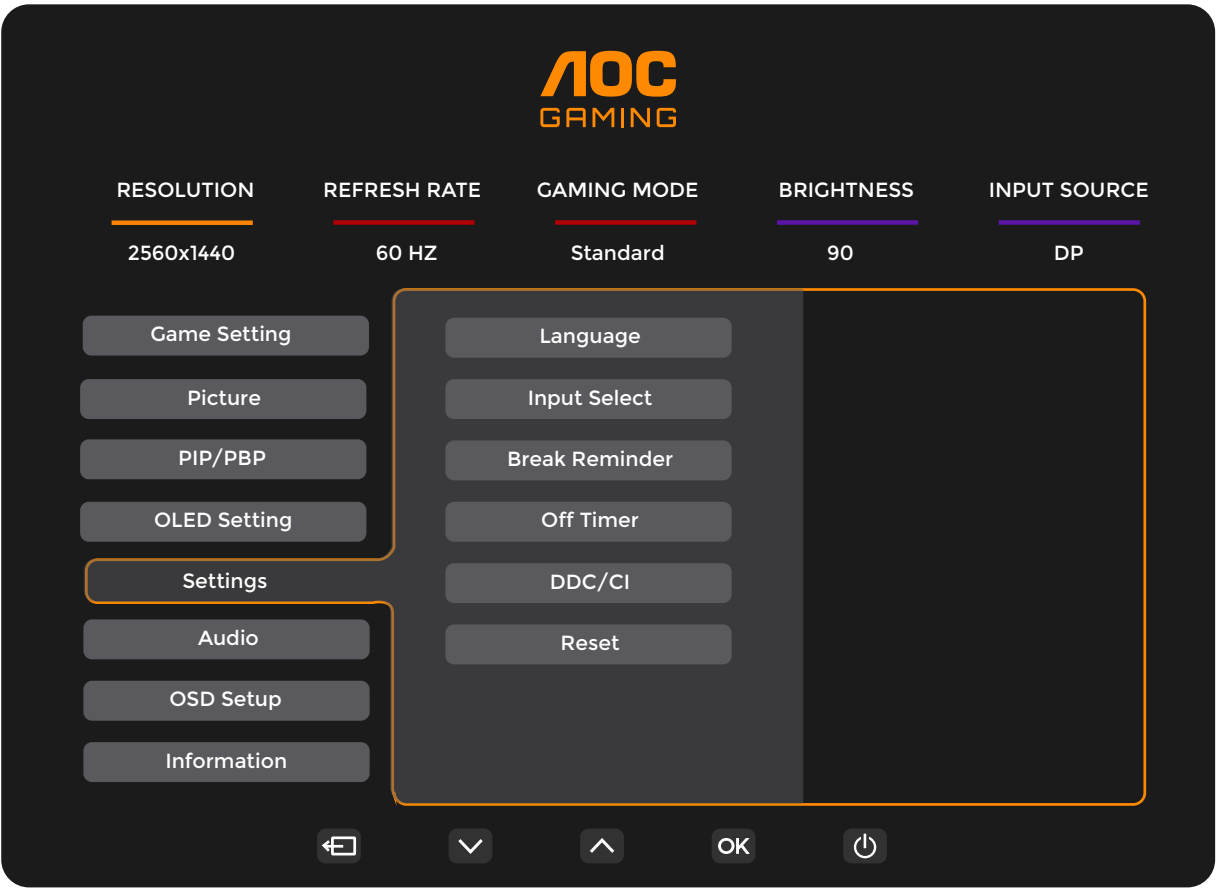 AOC
GAMING
RESOLUTION REFRESH RATE GAMING MODE BRIGHTNESS INPUT SOURCE
2560x1440 60 HZ Standard 90 DP
Game Setting
Picture
PIP/PBP
OLED Setting
Settings
Audio
OSD Setup
Information
Language
Input Select
Break Reminder
Off Timer
DDC/CI
Reset
OK